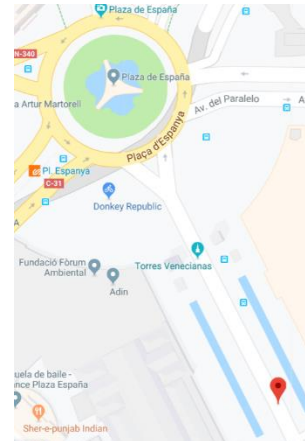 Plaza de España
N-340
Plaza de España
a Artur Martorell
Av. del Paralelo
A
Plaça d'Espanya
Pl. Espanya
C-31
A
Donkey Republic
Torres Venecianas
Fundació Fòrum
Ambiental
Adin
uela de baile -
nce Plaza España
Sher-e-punjab Indian